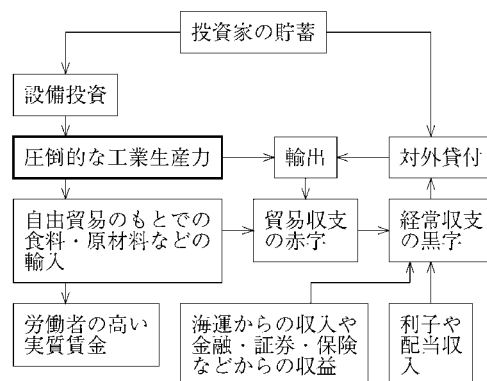 投資家の貯蓄
設備投資
圧倒的な工業生産力
輸出
対外貸付
自由貿易のもとでの
食料・原材料などの
輸入
貿易収支
の赤字
経常収支
の黒字
労働者の高い
実質賃金
海運からの収入や
金融・証券・保険
などからの収益
利子や
配当収
入